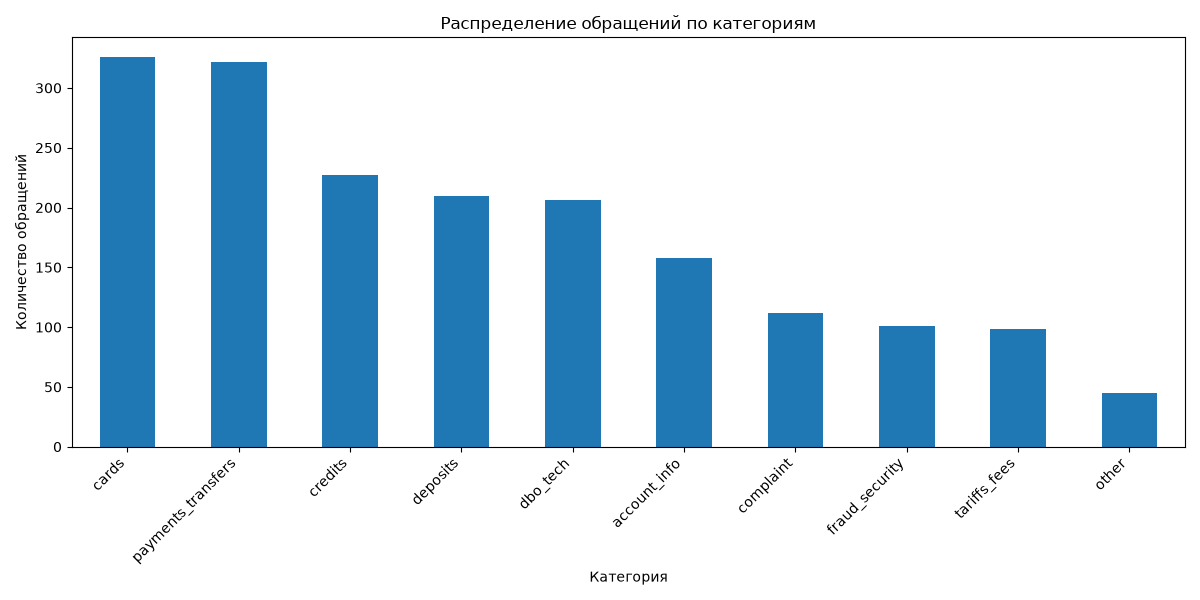 Распределение обращений по категориям
Количество обращений
300
250
200
150
100
50
0
cards
payments_transfers
credits
deposits
dbo_tech
account_info
complaint
fraud_security
tariffs_fees
other
Категория